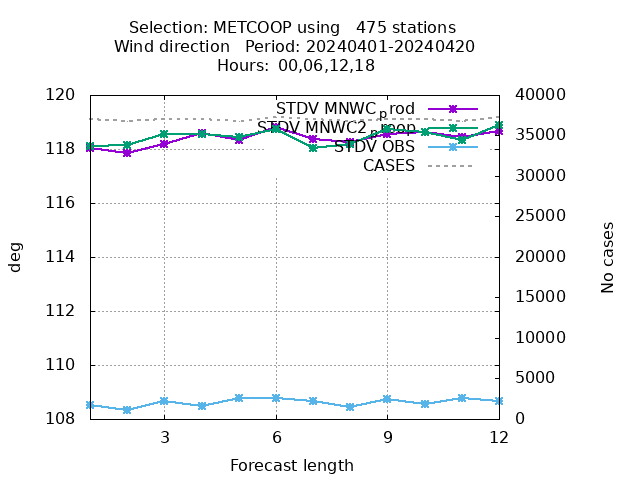 Selection: METCOOP using   475 stations
Wind direction   Period: 20240401-20240420
Hours:  00,06,12,18
120
118
116
114
112
110
108
40000
35000
30000
25000
20000
15000
10000
5000
0
STDV MNWC_prod
STDV MNWC2_preop
STDV OBS
CASES
deg
No cases
3
6
9
12
Forecast length